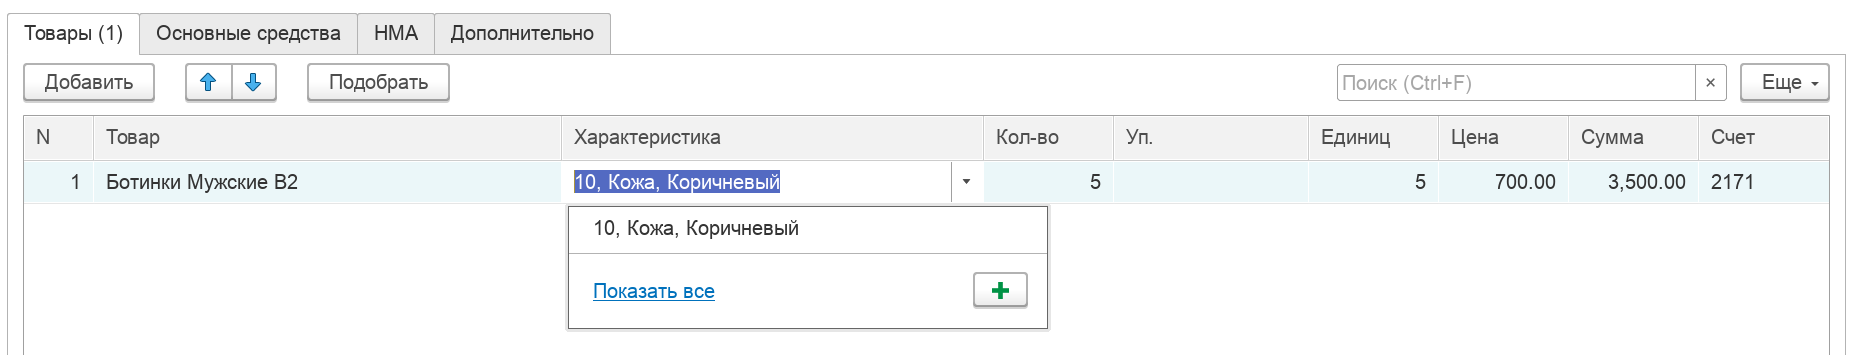 Товары (1) Основные средства НМА Дополнительно
Добавить Подобрать Поиск (Ctrl+F) × Еще
N Товар Характеристика Кол-во Уп. Единиц Цена Сумма Счет
1 Ботинки Мужские В2 10, Кожа, Коричневый 5 5 700.00 3,500.00 2171
10, Кожа, Коричневый
Показать все